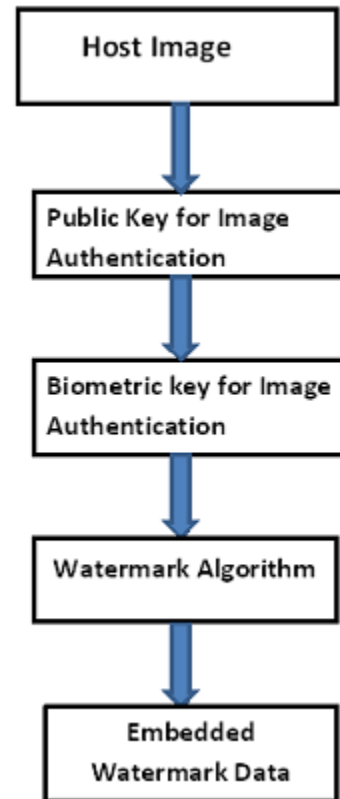 Host Image
Public Key for Image
Authentication
Biometric key for Image
Authentication
Watermark Algorithm
Embedded
Watermark Data